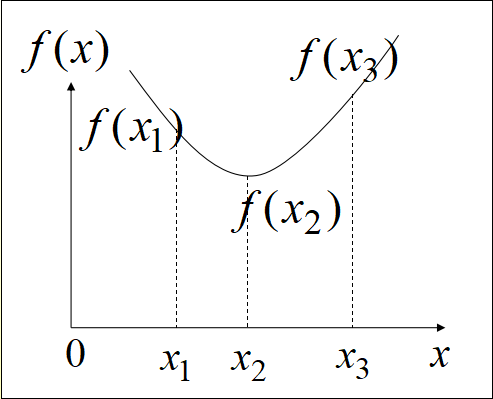 f(x)
f(x₃)
f(x₁)
f(x₂)
0 x₁ x₂ x₃ x